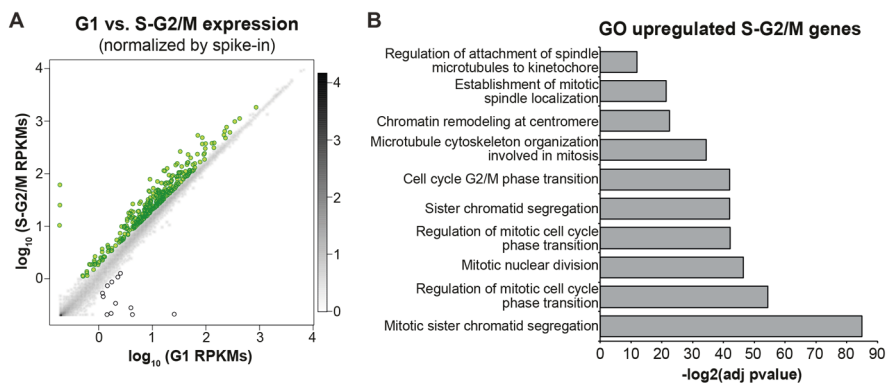 A
G1 vs. S-G2/M expression
(normalized by spike-in)
log10 (S-G2/M RPKMs)
4
3
2
1
0
0
1
2
3
4
log10 (G1 RPKMs)
4
3
2
1
0
B
GO upregulated S-G2/M genes
Regulation of attachment of spindle
microtubules to kinetochore
Establishment of mitotic
spindle localization
Chromatin remodeling at centromere
Microtubule cytoskeleton organization
involved in mitosis
Cell cycle G2/M phase transition
Sister chromatid segregation
Regulation of mitotic cell cycle
phase transition
Mitotic nuclear division
Regulation of mitotic cell cycle
phase transition
Mitotic sister chromatid segregation
0 10 20 30 40 50 60 70 80 90
-log2(adj pvalue)